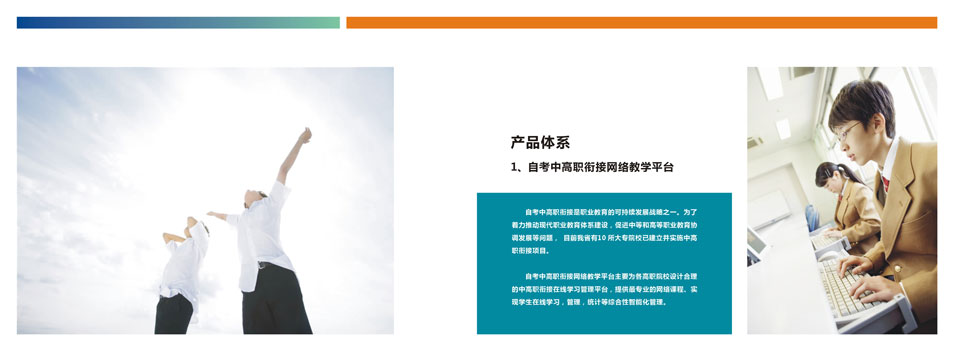 产品体系
1、自考中高职衔接网络教学平台
自考中高职衔接是职业教育的可持续发展战略之一。为了
着力推动现代职业教育体系建设，促进中等和高等职业教育协
调发展等问题， 目前我省有10 所大专院校已建立并实施中高
职衔接项目。
自考中高职衔接网络教学平台主要为各高职院校设计合理
的中高职衔接在线学习管理平台，提供最专业的网络课程、实
现学生在线学习，管理，统计等综合性智能化管理。